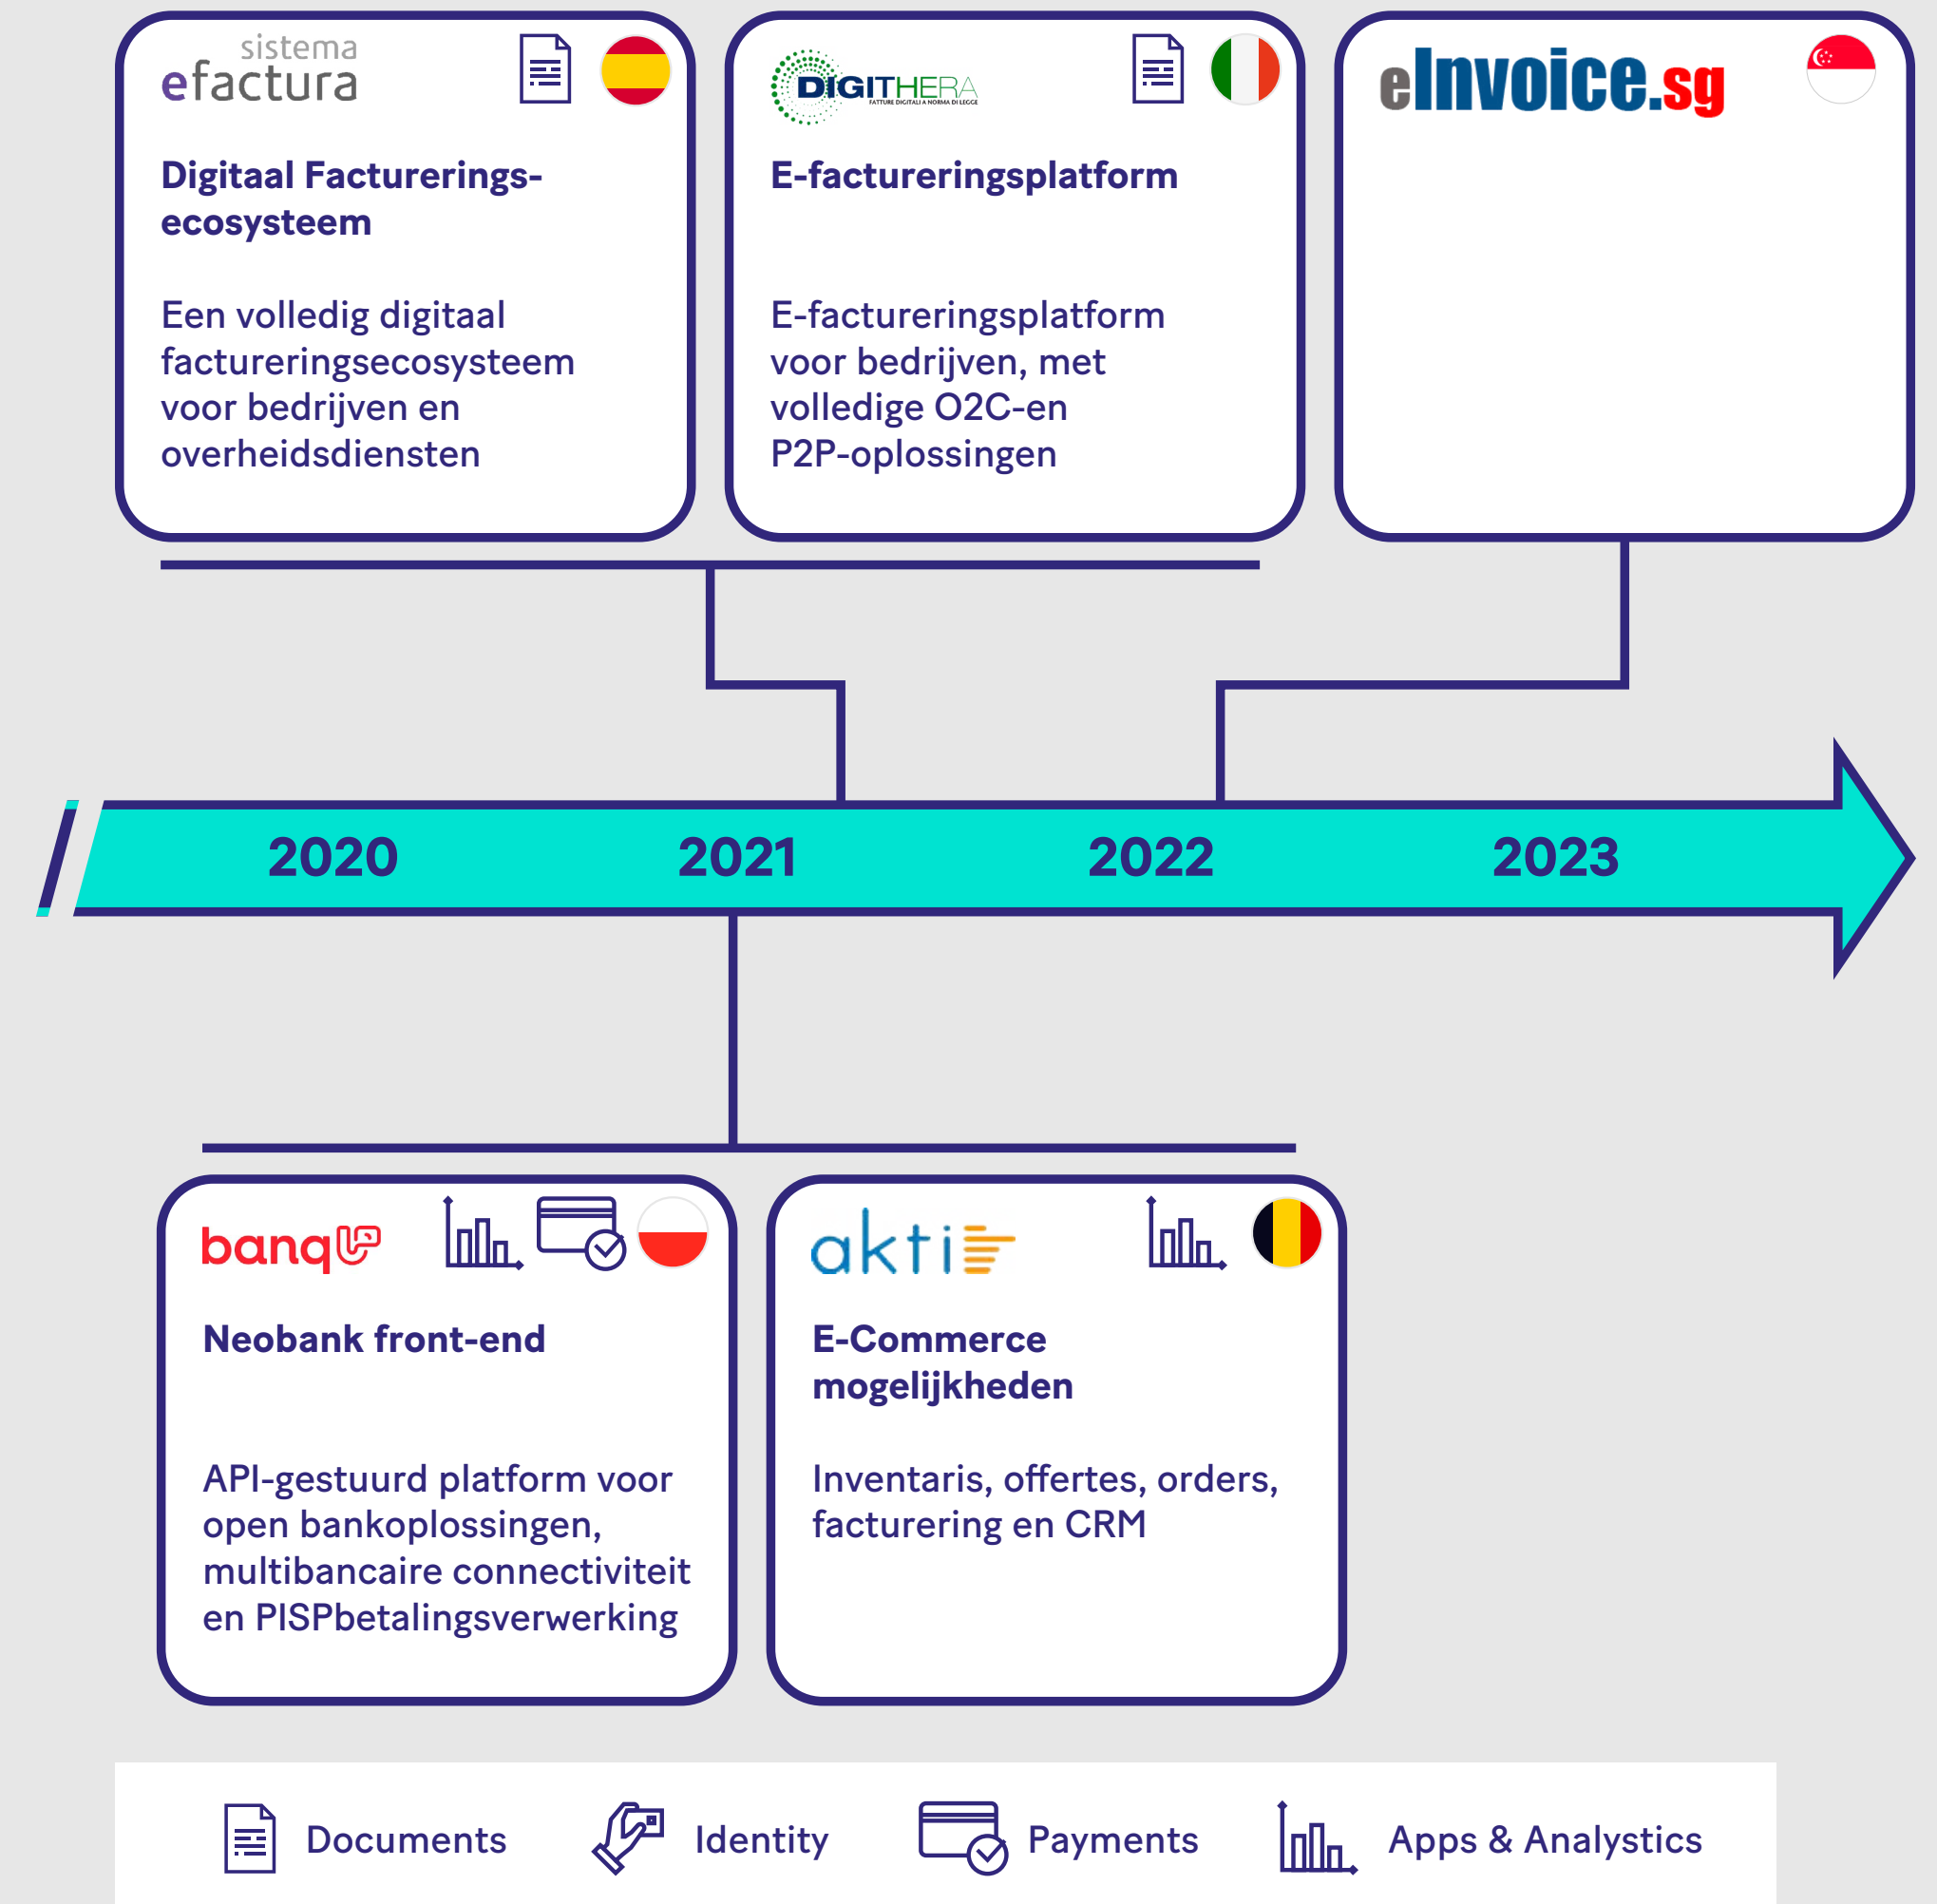 sistema
efactura
Digitaal Facturerings-
ecosysteem
Een volledig digitaal
factureringsecosysteem
voor bedrijven en
overheidsdiensten
DIGITHERA
FATTURE DIGITALI A NORMA DI LEGGE
E-factureringsplatform
E-factureringsplatform
voor bedrijven, met
volledige O2C-en
P2P-oplossingen
eInvoice.sg
2020 2021 2022 2023
banqUP
Neobank front-end
API-gestuurd platform voor
open bankoplossingen,
multibancaire connectiviteit
en PISPbetalingsverwerking
akti
E-Commerce
mogelijkheden
Inventaris, offertes, orders,
facturering en CRM
Documents Identity Payments Apps & Analystics